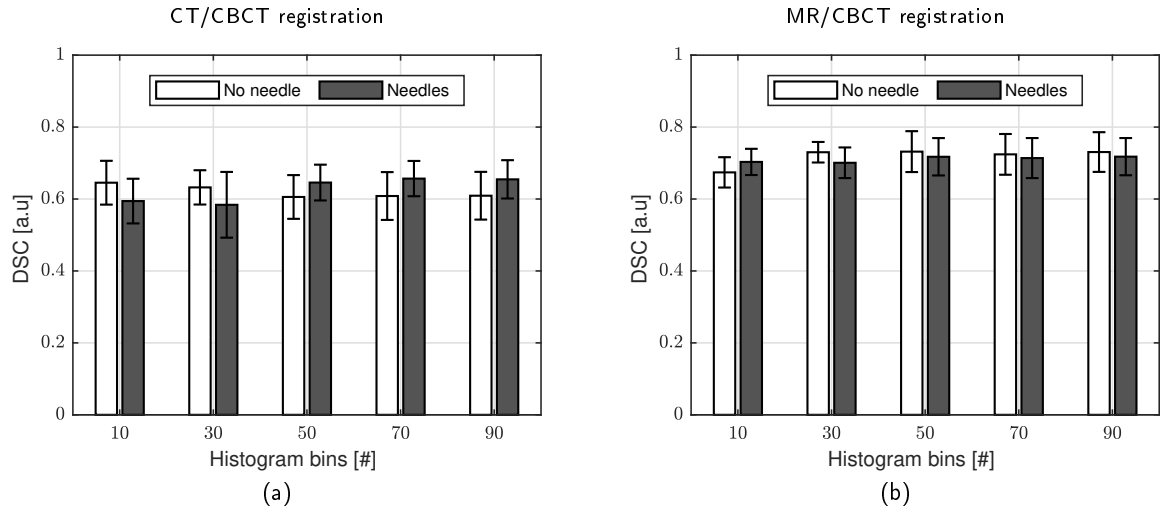 CT/CBCT registration
1
No needle Needles
0.8
0.6
0.4
0.2
0
DSC [a.u]
10 30 50 70 90
Histogram bins [#]
(a)
MR/CBCT registration
1
No needle Needles
0.8
0.6
0.4
0.2
0
DSC [a.u]
10 30 50 70 90
Histogram bins [#]
(b)